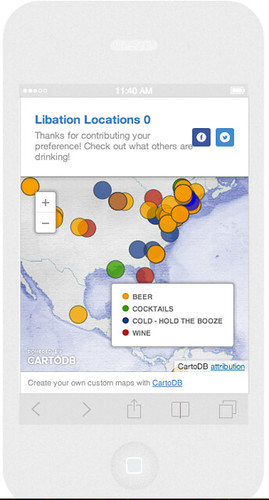 11:40 AM
Libation Locations 0
Thanks for contributing your
preference! Check out what others are
drinking!
+
−
BEER
COCKTAILS
COLD - HOLD THE BOOZE
WINE
CARTODB
CartoDB attribution
Create your own custom maps with CartoDB